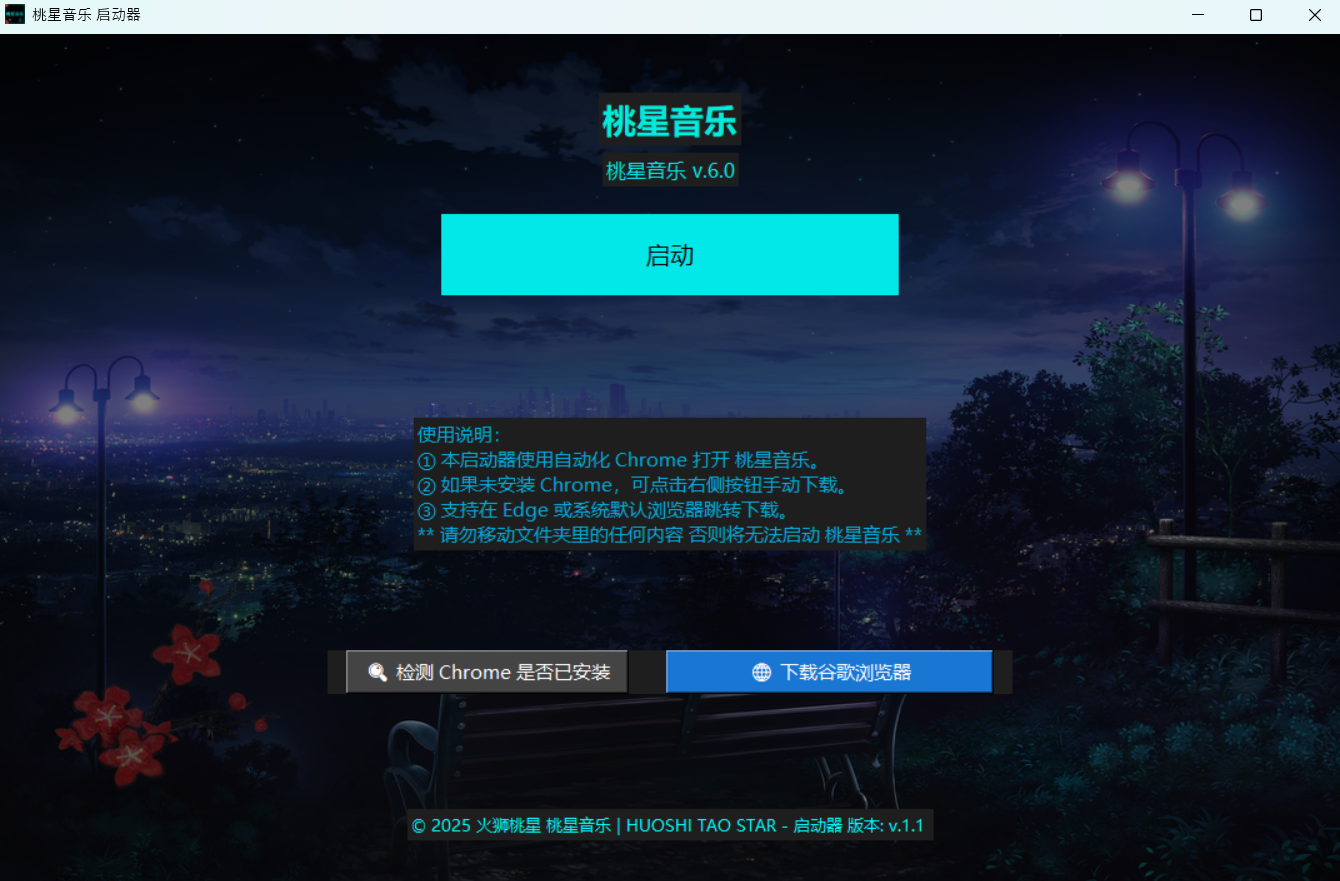 桃星音乐 启动器
桃星音乐
桃星音乐 v.6.0
启动
使用说明：
① 本启动器使用自动化 Chrome 打开 桃星音乐。
② 如果未安装 Chrome，可点击右侧按钮手动下载。
③ 支持在 Edge 或系统默认浏览器跳转下载。
** 请勿移动文件夹里的任何内容 否则将无法启动 桃星音乐 **
检测 Chrome 是否已安装
下载谷歌浏览器
© 2025 火狮桃星 桃星音乐 | HUOSHI TAO STAR - 启动器 版本: v.1.1